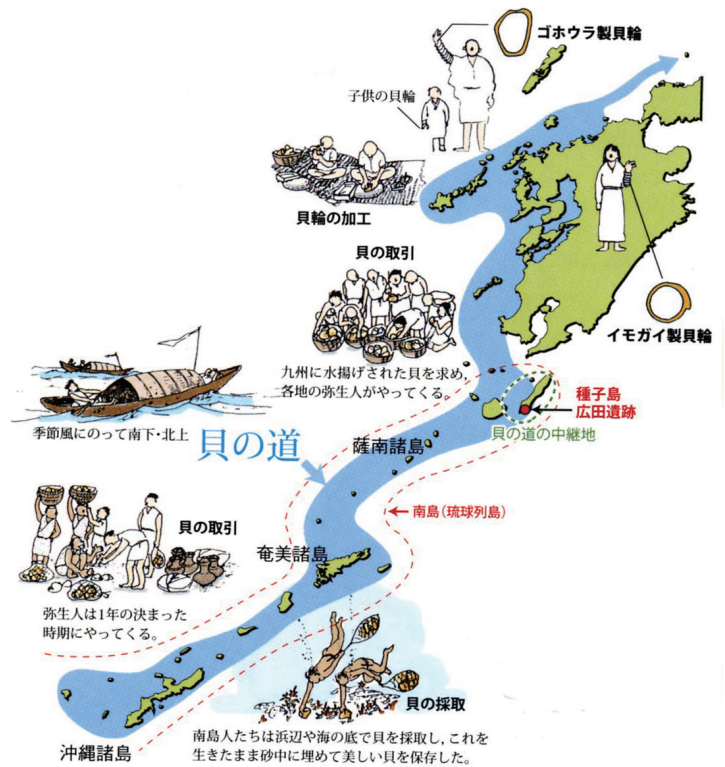 ゴホウラ製貝輪
子供の貝輪
貝輪の加工
貝の取引
イモガイ製貝輪
九州に水揚げされた貝を求め,
各地の弥生人がやってくる。
種子島
広田遺跡
貝の道の中継地
季節風にのって南下・北上
貝の道
薩南諸島
南島(琉球列島)
貝の取引
奄美諸島
弥生人は1年の決まった
時期にやってくる。
貝の採取
沖縄諸島
南島人たちは浜辺や海の底で貝を採取し,これを
生きたまま砂中に埋めて美しい貝を保存した。